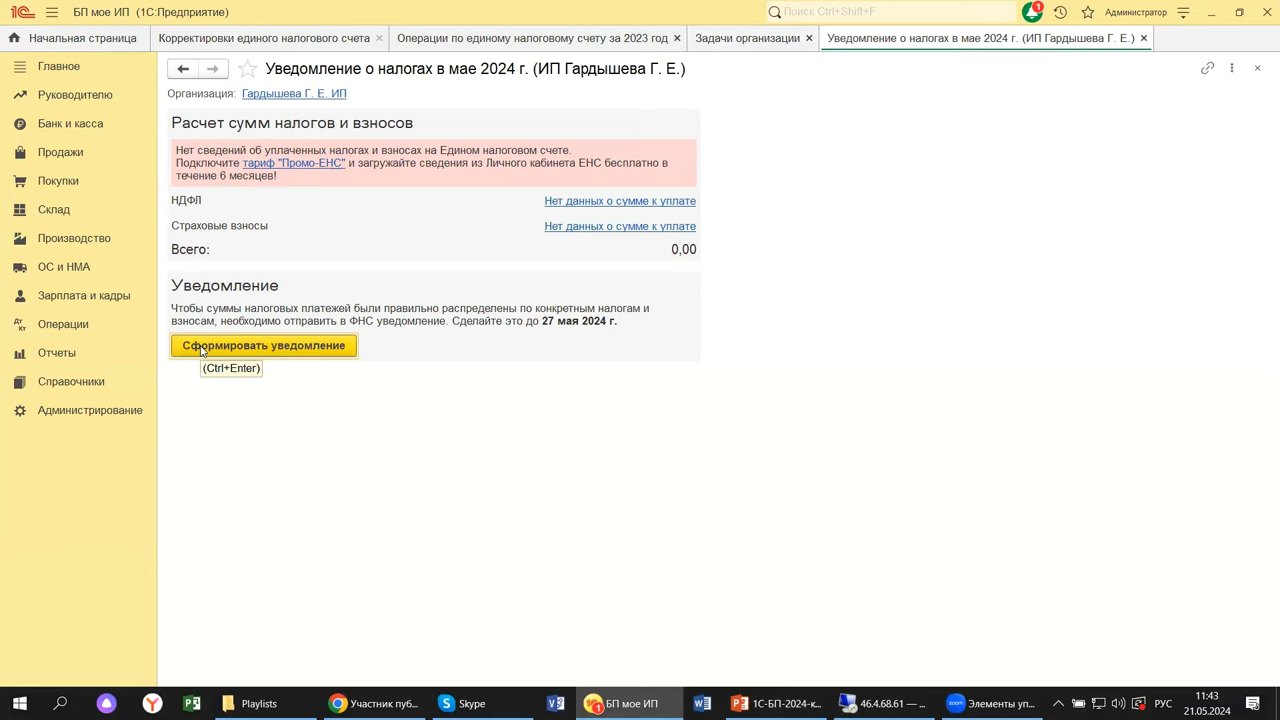 БП мое ИП (1С:Предприятие)
Поиск Ctrl+Shift+F
1
Администратор
Начальная страница
Корректировки единого налогового счета
Операции по единому налоговому счету за 2023 год
Задачи организации
Уведомление о налогах в мае 2024 г. (ИП Гардышева Г. Е.)
Главное
Руководителю
Банк и касса
Продажи
Покупки
Склад
Производство
ОС и НМА
Зарплата и кадры
Операции
Отчеты
Справочники
Администрирование
Уведомление о налогах в мае 2024 г. (ИП Гардышева Г. Е.)
Организация: Гардышева Г. Е. ИП
Расчет сумм налогов и взносов
Нет сведений об уплаченных налогах и взносах на Едином налоговом счете.
Подключите тариф "Промо-ЕНС" и загружайте сведения из Личного кабинета ЕНС бесплатно в
течение 6 месяцев!
НДФЛ Нет данных о сумме к уплате
Страховые взносы Нет данных о сумме к уплате
Всего: 0,00
Уведомление
Чтобы суммы налоговых платежей были правильно распределены по конкретным налогам и
взносам, необходимо отправить в ФНС уведомление. Сделайте это до 27 мая 2024 г.
Сформировать уведомление
(Ctrl+Enter)
Playlists
Участник пуб...
Skype
БП мое ИП
1С-БП-2024-к...
46.4.68.61) — ...
Элементы уп...
РУС
11:43
21.05.2024